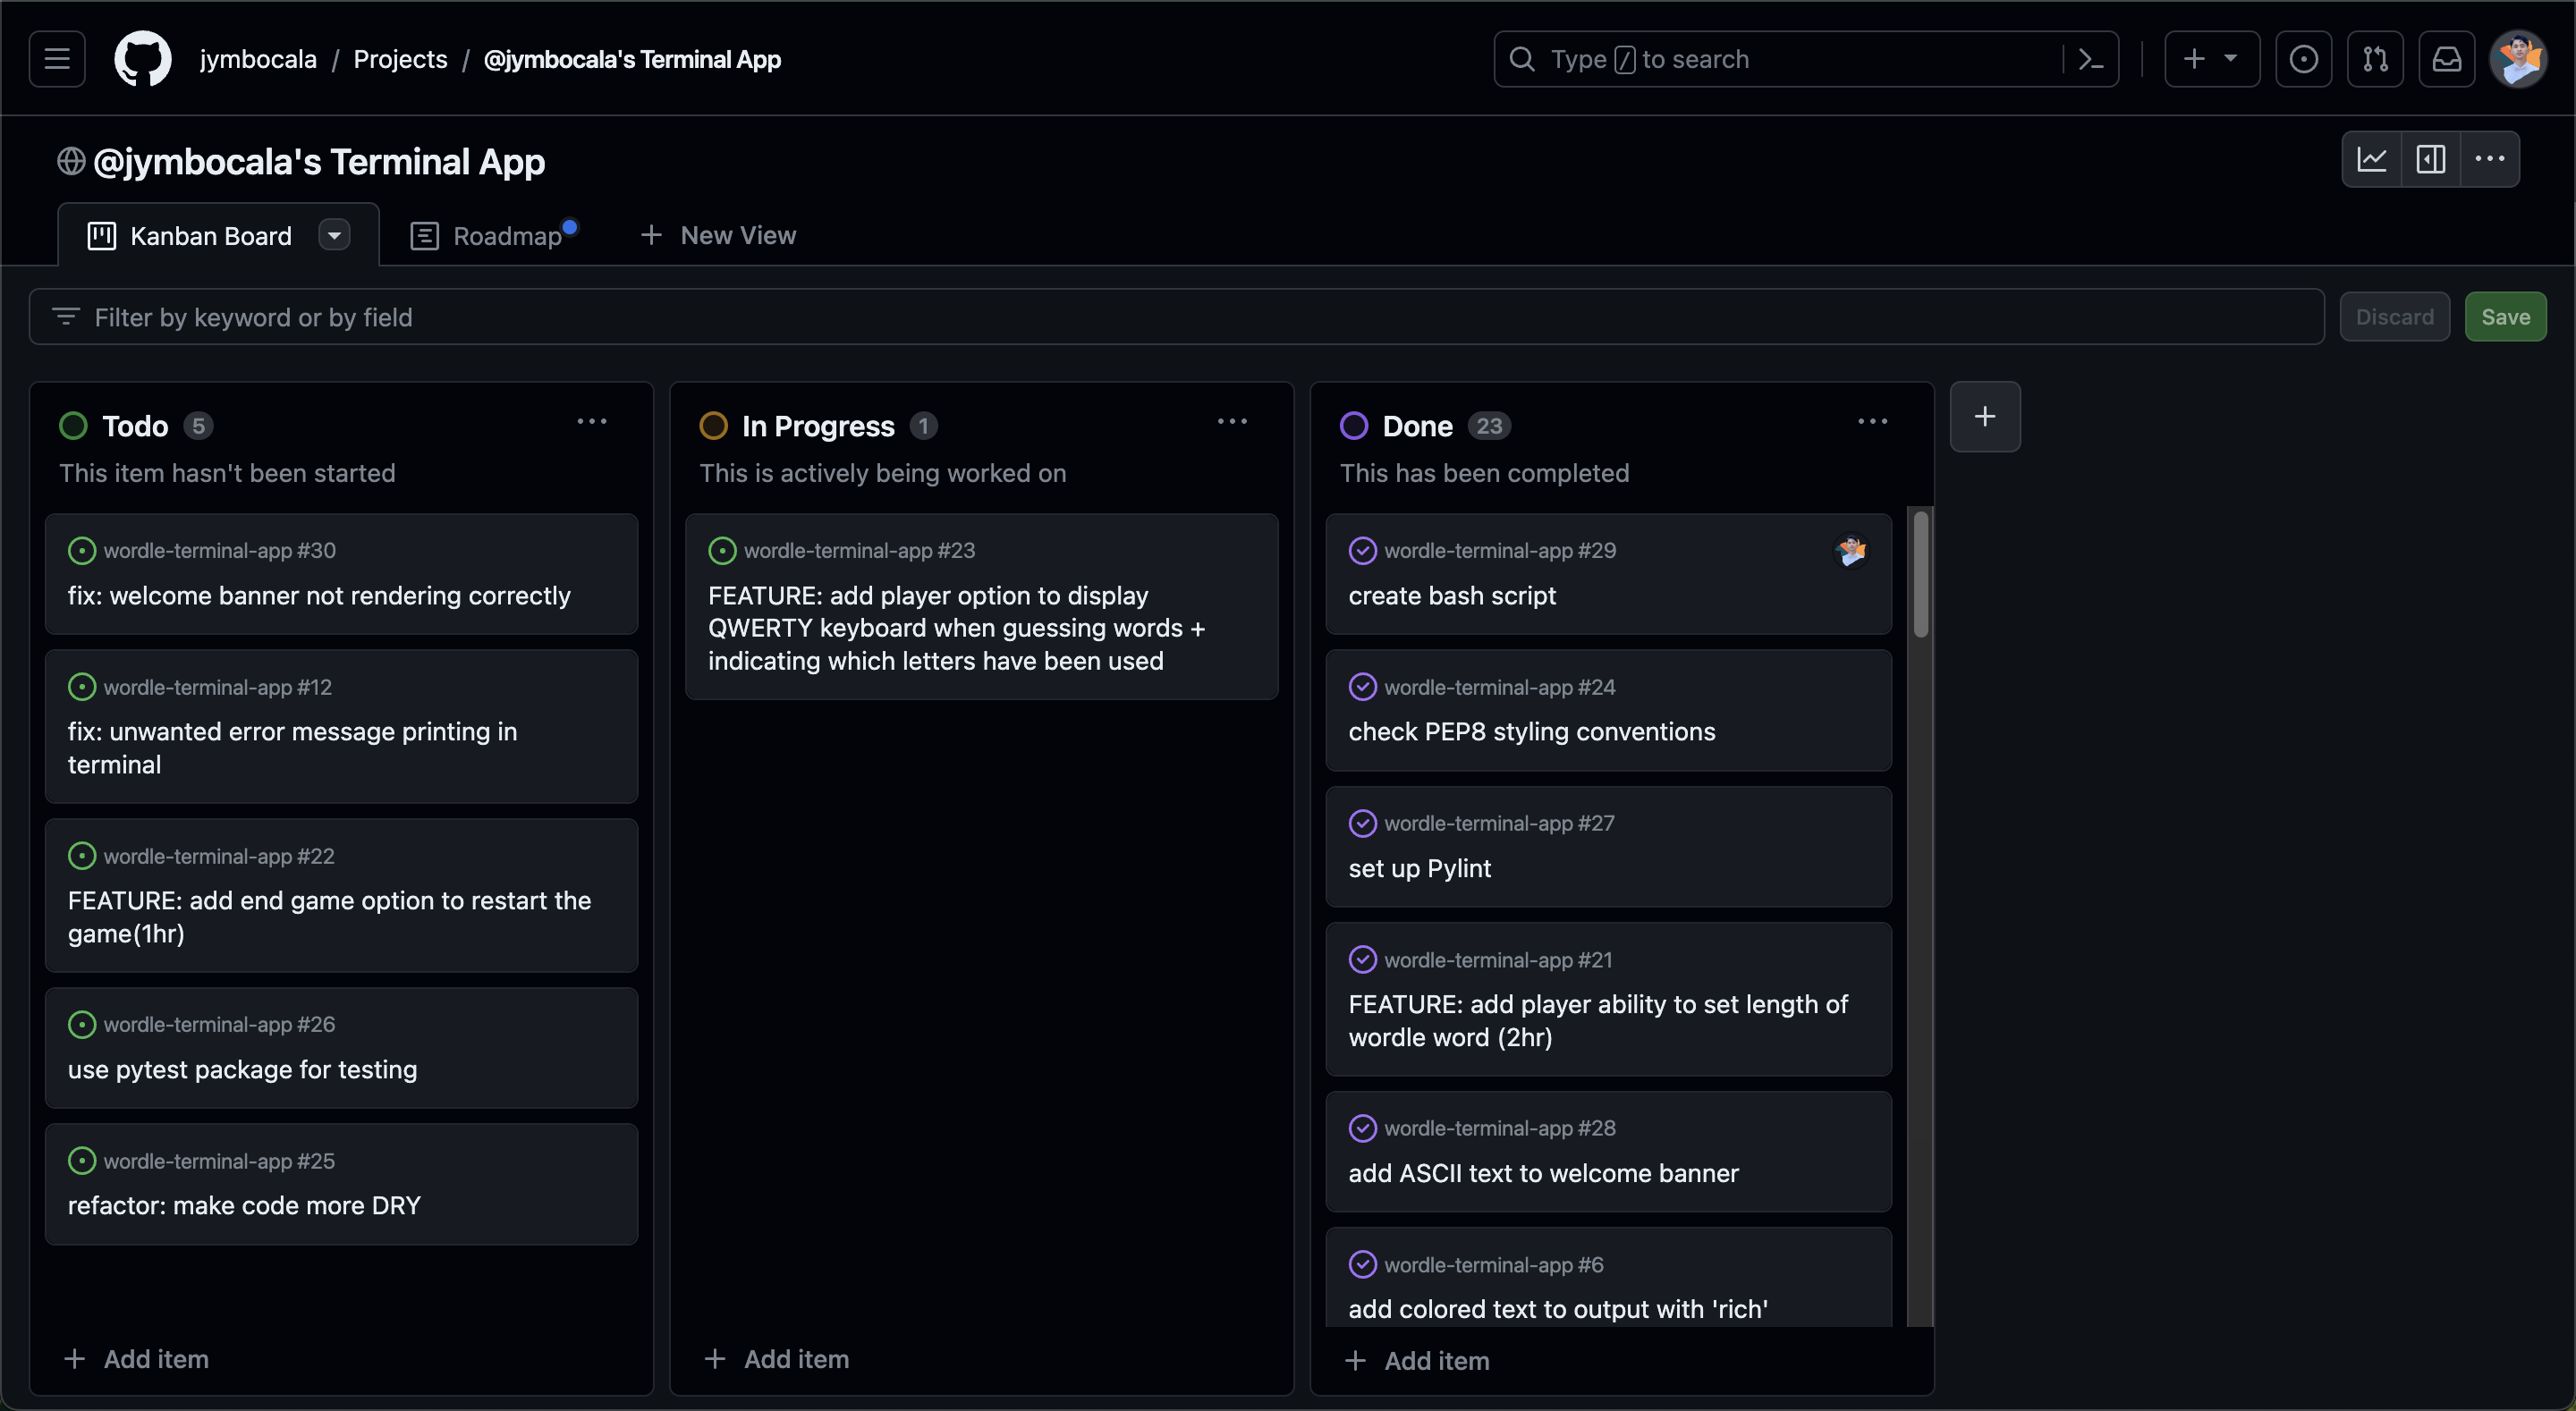 jymbocala / Projects / @jymbocala's Terminal App
Type / to search
@jymbocala's Terminal App
Kanban Board
Roadmap
New View
Filter by keyword or by field
Discard
Save
Todo 5
This item hasn't been started
wordle-terminal-app #30
fix: welcome banner not rendering correctly
wordle-terminal-app #12
fix: unwanted error message printing in
terminal
wordle-terminal-app #22
FEATURE: add end game option to restart the
game(1hr)
wordle-terminal-app #26
use pytest package for testing
wordle-terminal-app #25
refactor: make code more DRY
Add item
In Progress 1
This is actively being worked on
wordle-terminal-app #23
FEATURE: add player option to display
QWERTY keyboard when guessing words +
indicating which letters have been used
Add item
Done 23
This has been completed
wordle-terminal-app #29
create bash script
wordle-terminal-app #24
check PEP8 styling conventions
wordle-terminal-app #27
set up Pylint
wordle-terminal-app #21
FEATURE: add player ability to set length of
wordle word (2hr)
wordle-terminal-app #28
add ASCII text to welcome banner
wordle-terminal-app #6
add colored text to output with 'rich'
Add item